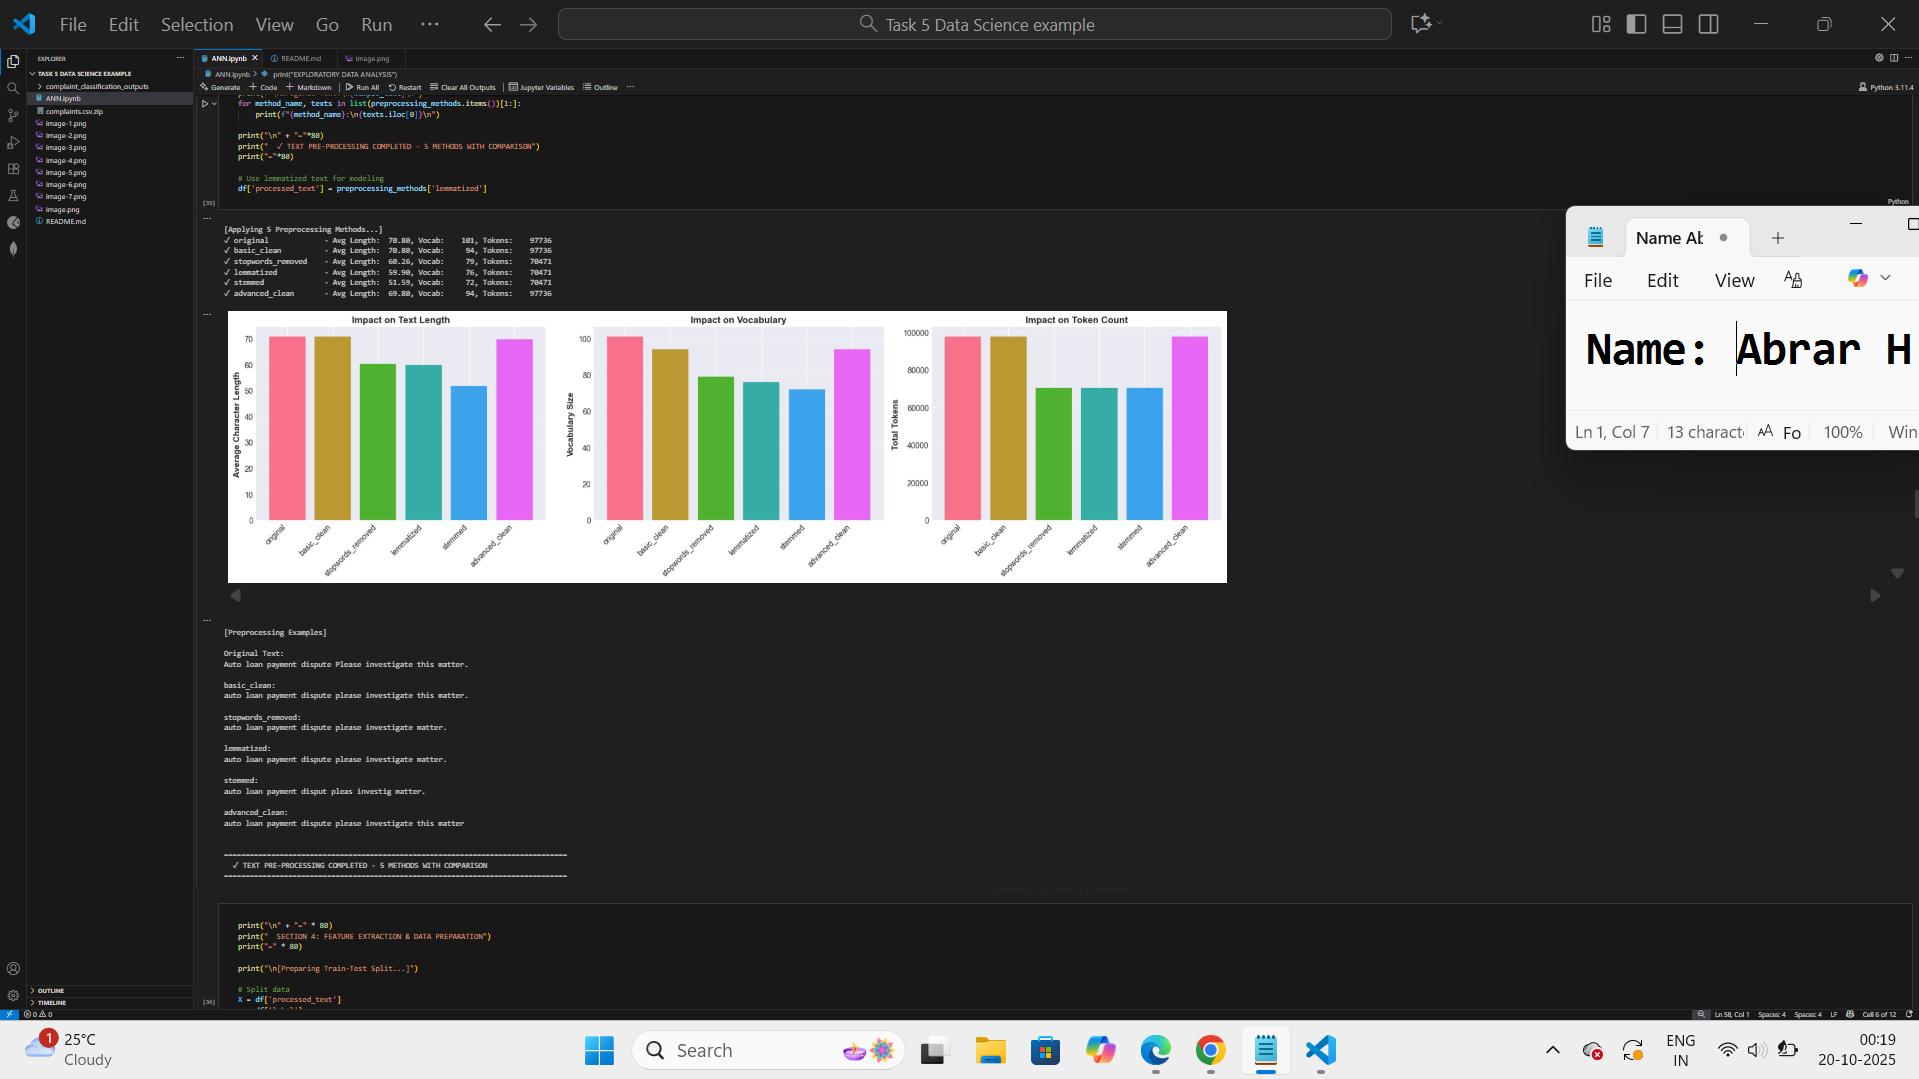 File Edit Selection View Go Run ···
Task 5 Data Science example
EXPLORER
TASK 5 DATA SCIENCE EXAMPLE
complaint_classification_outputs
ANN.ipynb
complaints.csv.zip
image-1.png
image-2.png
image-3.png
image-4.png
image-5.png
image-6.png
image-7.png
image.png
README.md
OUTLINE
TIMELINE
ANN.ipynb README.md image.png
ANN.ipynb > print("EXPLORATORY DATA ANALYSIS")
Generate + Code + Markdown Run All Restart Clear All Outputs Jupyter Variables Outline ···
Python 3.11.4
for method_name, texts in list(preprocessing_methods.items())[1:]:
print(f"{method_name}:\n{texts.iloc[0]}\n")
print("\n" + "="*80)
print("  ✓ TEXT PRE-PROCESSING COMPLETED - 5 METHODS WITH COMPARISON")
print("="*80)
# Use lemmatized text for modeling
df['processed_text'] = preprocessing_methods['lemmatized']
[33]
Python
[Applying 5 Preprocessing Methods...]
✓ original - Avg Length: 70.80, Vocab: 101, Tokens: 97736
✓ basic_clean - Avg Length: 70.80, Vocab: 94, Tokens: 97736
✓ stopwords_removed - Avg Length: 60.26, Vocab: 79, Tokens: 70471
✓ lemmatized - Avg Length: 59.90, Vocab: 76, Tokens: 70471
✓ stemmed - Avg Length: 51.59, Vocab: 72, Tokens: 70471
✓ advanced_clean - Avg Length: 69.80, Vocab: 94, Tokens: 97736
Impact on Text Length
Average Character Length
70
60
50
40
30
20
10
0
original basic_clean stopwords_removed lemmatized stemmed advanced_clean
Impact on Vocabulary
Vocabulary Size
100
80
60
40
20
0
original basic_clean stopwords_removed lemmatized stemmed advanced_clean
Impact on Token Count
Total Tokens
100000
80000
60000
40000
20000
0
original basic_clean stopwords_removed lemmatized stemmed advanced_clean
[Preprocessing Examples]
Original Text:
Auto loan payment dispute Please investigate this matter.
basic_clean:
auto loan payment dispute please investigate this matter.
stopwords_removed:
auto loan payment dispute please investigate matter.
lemmatized:
auto loan payment dispute please investigate matter.
stemmed:
auto loan payment disput pleas investig matter.
advanced_clean:
auto loan payment dispute please investigate this matter
================================================================================
✓ TEXT PRE-PROCESSING COMPLETED - 5 METHODS WITH COMPARISON
================================================================================
print("\n" + "=" * 80)
print("  SECTION 4: FEATURE EXTRACTION & DATA PREPARATION")
print("=" * 80)
print("\n[Preparing Train-Test Split...]")
# Split data
X = df['processed_text']
[34]
Name Ab
File Edit View
Name: Abrar H
Ln 1, Col 7 13 charact Fo 100% Win
0 0
Ln 58, Col 1 Spaces: 4 Spaces: 4 LF Cell 6 of 12
1
25°C
Cloudy
Search
ENG
IN
00:19
20-10-2025